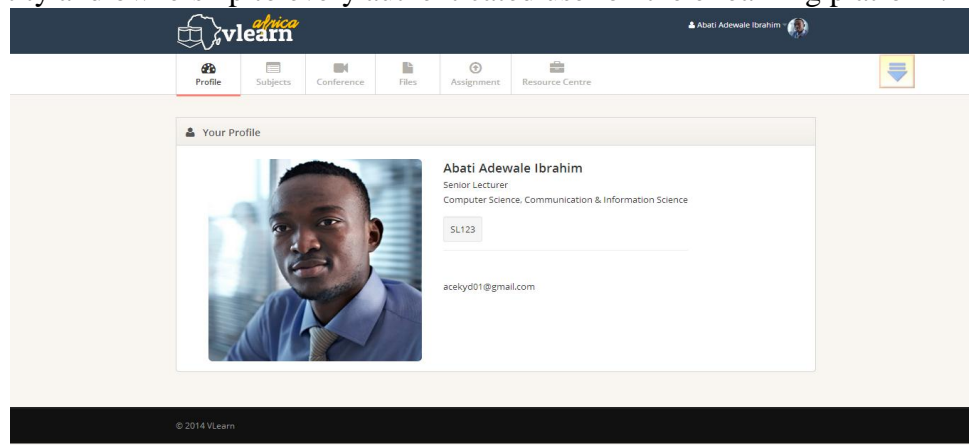 vlearn africa
Abati Adewale Ibrahim
Profile
Subjects
Conference
Files
Assignment
Resource Centre
Your Profile
Abati Adewale Ibrahim
Senior Lecturer
Computer Science, Communication & Information Science
SL123
acekyd01@gmail.com
© 2014 VLearn